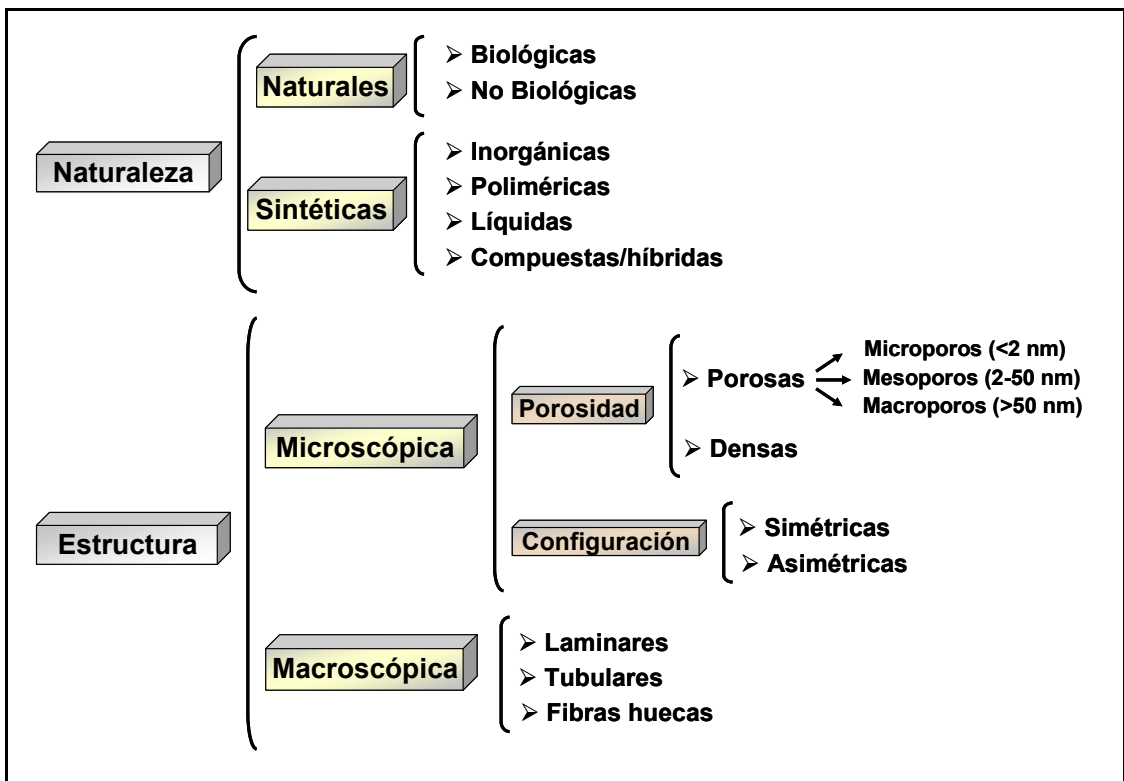 Naturaleza
Naturales
➢ Biológicas
➢ No Biológicas
Sintéticas
➢ Inorgánicas
➢ Poliméricas
➢ Líquidas
➢ Compuestas/híbridas
Estructura
Microscópica
Porosidad
➢ Porosas
Microporos (<2 nm)
Mesoporos (2-50 nm)
Macroporos (>50 nm)
➢ Densas
Configuración
➢ Simétricas
➢ Asimétricas
Macroscópica
➢ Laminares
➢ Tubulares
➢ Fibras huecas